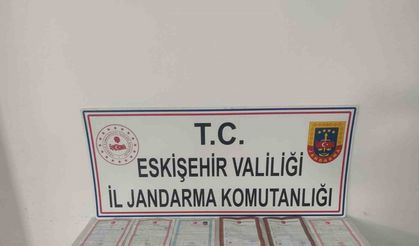 T.C.
ESKİŞEHİR VALİLİĞİ
İL JANDARMA KOMUTANLIĞI